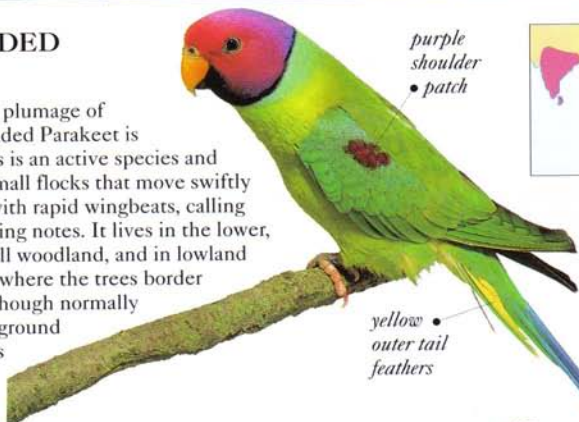 DED
plumage of
ded Parakeet is
s is an active species and
mall flocks that move swiftly
with rapid wingbeats, calling
ing notes. It lives in the lower,
ll woodland, and in lowland
where the trees border
hough normally
ground
s
purple
shoulder
patch
yellow
outer tail
feathers